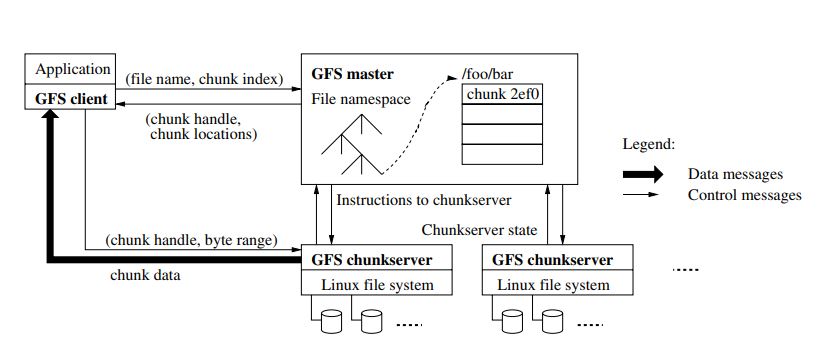 Application
GFS client
(file name, chunk index)
(chunk handle,
chunk locations)
GFS master
File namespace
/foo/bar
chunk 2ef0
Legend:
Data messages
Control messages
Instructions to chunkserver
Chunkserver state
(chunk handle, byte range)
chunk data
GFS chunkserver
Linux file system
GFS chunkserver
Linux file system